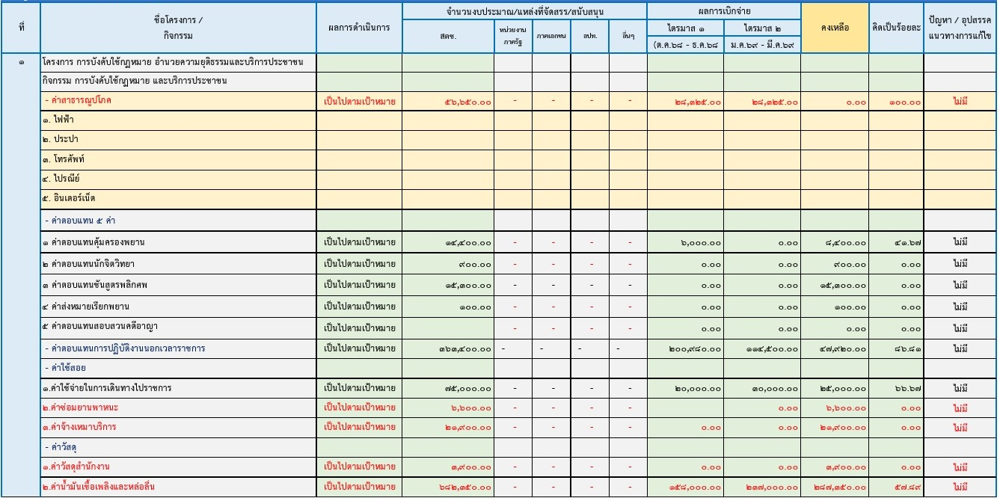 ที่ ชื่อโครงการ / กิจกรรม ผลการดำเนินการ จำนวนงบประมาณ/แหล่งที่จัดสรร/สนับสนุน ผลการเบิกจ่าย คงเหลือ คิดเป็นร้อยละ ปัญหา / อุปสรรค แนวทางการแก้ไข
สตช. หน่วยงานภาครัฐ ภาคเอกชน อปท. อื่นๆ ไตรมาส ๑ ไตรมาส ๒
(ต.ค.๖๘ - ธ.ค.๖๘ ม.ค.๖๙ - มี.ค.๖๙
๑ โครงการ การบังคับใช้กฎหมาย อำนวยความยุติธรรมและบริการประชาชน
กิจกรรม การบังคับใช้กฎหมาย และบริการประชาชน
- ค่าสาธารณูปโภค เป็นไปตามเป้าหมาย ๕๖,๖๕๐.๐๐ - - - - ๒๘,๓๒๕.๐๐ ๒๘,๓๒๕.๐๐ ๐.๐๐ ๑๐๐.๐๐ ไม่มี
๑. ไฟฟ้า
๒. ประปา
๓. โทรศัพท์
๔. ไปรณีย์
๕. อินเตอร์เน็ต
- ค่าตอบแทน ๕ ค่า
๑ ค่าตอบแทนคุ้มครองพยาน เป็นไปตามเป้าหมาย ๑๔,๔๐๐.๐๐ - - - - ๖,๐๐๐.๐๐ ๐.๐๐ ๘,๔๐๐.๐๐ ๔๑.๖๗ ไม่มี
๒ ค่าตอบแทนนักจิตวิทยา เป็นไปตามเป้าหมาย ๙๐๐.๐๐ - - - - ๐.๐๐ ๐.๐๐ ๙๐๐.๐๐ ๐.๐๐ ไม่มี
๓ ค่าตอบแทนชันสูตรพลิกศพ เป็นไปตามเป้าหมาย ๑๕,๓๐๐.๐๐ - - - - ๐.๐๐ ๐.๐๐ ๑๕,๓๐๐.๐๐ ๐.๐๐ ไม่มี
๔ ค่าส่งหมายเรียกพยาน เป็นไปตามเป้าหมาย ๑๐๐.๐๐ - - - - ๐.๐๐ ๐.๐๐ ๑๐๐.๐๐ ๐.๐๐ ไม่มี
๕ ค่าตอบแทนสอบสวนคดีอาญา เป็นไปตามเป้าหมาย - - - - ๐.๐๐ ๐.๐๐ ๐.๐๐ ๐.๐๐ ไม่มี
- ค่าตอบแทนการปฏิบัติงานนอกเวลาราชการ เป็นไปตามเป้าหมาย ๓๖๓,๔๐๐.๐๐ - - - - ๒๐๐,๙๘๐.๐๐ ๑๑๔,๕๐๐.๐๐ ๔๗,๙๒๐.๐๐ ๘๖.๘๑ ไม่มี
- ค่าใช้สอย
๑.ค่าใช้จ่ายในการเดินทางไปราชการ เป็นไปตามเป้าหมาย ๗๕,๐๐๐.๐๐ - - - - ๒๐,๐๐๐.๐๐ ๓๐,๐๐๐.๐๐ ๒๕,๐๐๐.๐๐ ๖๖.๖๗ ไม่มี
๒.ค่าซ่อมยานพาหนะ เป็นไปตามเป้าหมาย ๖,๖๐๐.๐๐ - - - - ๐.๐๐ ๖,๖๐๐.๐๐ ๐.๐๐ ไม่มี
๓.ค่าจ้างเหมาบริการ เป็นไปตามเป้าหมาย ๒๑,๙๐๐.๐๐ - - - - ๐.๐๐ ๐.๐๐ ๒๑,๙๐๐.๐๐ ๐.๐๐ ไม่มี
- ค่าวัสดุ
๑.ค่าวัสดุสำนักงาน เป็นไปตามเป้าหมาย ๓,๙๐๐.๐๐ - - - - ๐.๐๐ ๐.๐๐ ๓,๙๐๐.๐๐ ๐.๐๐ ไม่มี
๒.ค่าน้ำมันเชื้อเพลิงและหล่อลื่น เป็นไปตามเป้าหมาย ๖๘๒,๓๕๐.๐๐ - - - - ๑๕๘,๐๐๐.๐๐ ๒๓๗,๐๐๐.๐๐ ๒๘๗,๓๕๐.๐๐ ๕๗.๘๙ ไม่มี